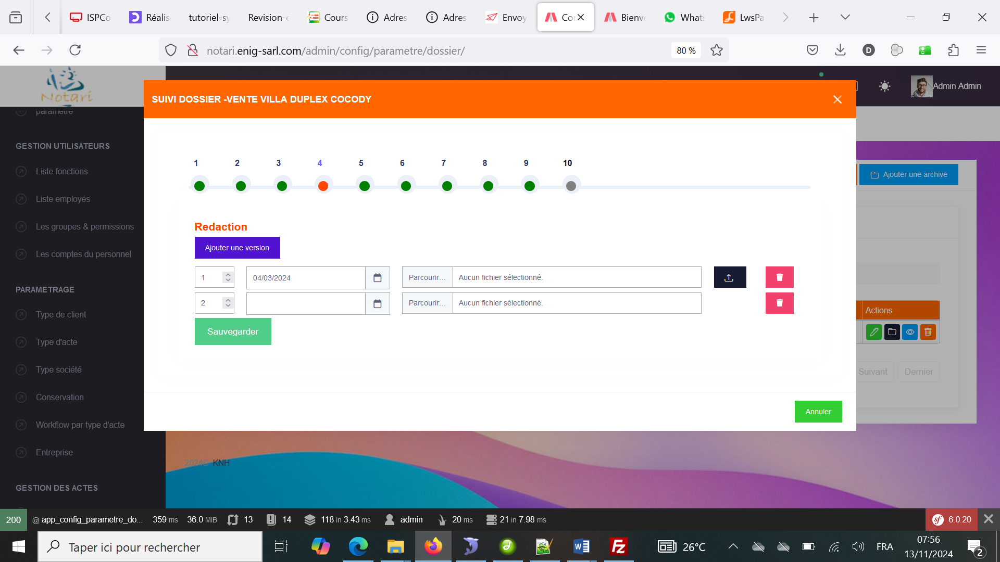 ISPCo
Réalis
tutoriel-sy
Revision-c
Cours
Adres
Adres
Envoy
Co
Bienv
Whats
LwsPa
notari.enig-sarl.com/admin/config/parametre/dossier/
80 %
D
Notari
Admin Admin
parametre
GESTION UTILISATEURS
Liste fonctions
Liste employés
Les groupes & permissions
Les comptes du personnel
PARAMETRAGE
Type de client
Type d'acte
Type société
Conservation
Workflow par type d'acte
Entreprise
GESTION DES ACTES
SUIVI DOSSIER -VENTE VILLA DUPLEX COCODY
1 2 3 4 5 6 7 8 9 10
Redaction
Ajouter une version
1 04/03/2024 Parcourir... Aucun fichier sélectionné.
2 Parcourir... Aucun fichier sélectionné.
Sauvegarder
Annuler
Ajouter une archive
Actions
Suivant Dernier
2024© KNH
200 @ app_config_parametre_do... 359 ms 36.0 MiB 13 14 118 in 3.43 ms admin 20 ms 21 in 7.98 ms sf 6.0.20
Taper ici pour rechercher
W
FZ
26°C
FRA
07:56
13/11/2024
2